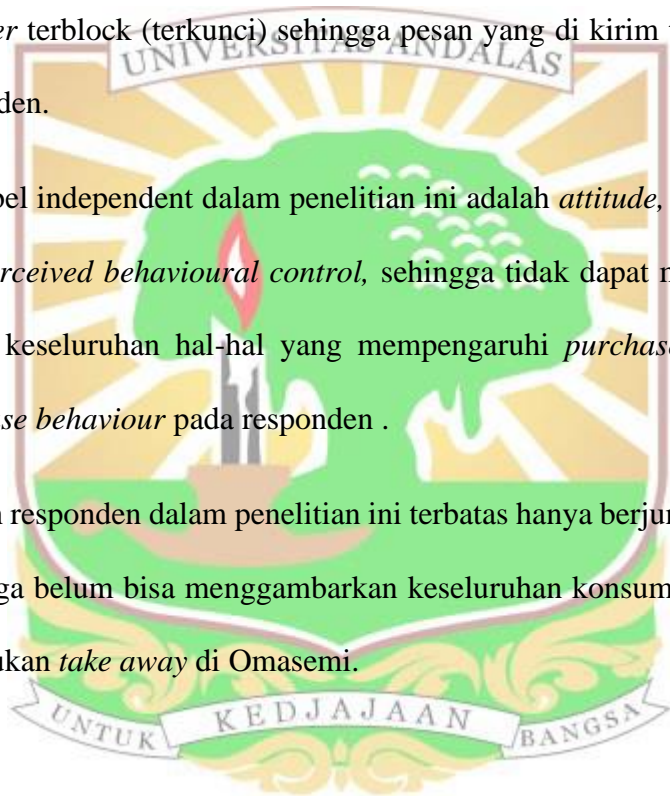 er terblock (terkunci) sehingga pesan yang di kirim
UNIVERSITAS ANDALAS
den.
bel independent dalam penelitian ini adalah attitude,
rceived behavioural control, sehingga tidak dapat
keseluruhan hal-hal yang mempengaruhi purchase
se behaviour pada responden .
n responden dalam penelitian ini terbatas hanya berjum
ga belum bisa menggambarkan keseluruhan konsum
ukan take away di Omasemi.
UNTUK KEDJAJAAN BANGSA